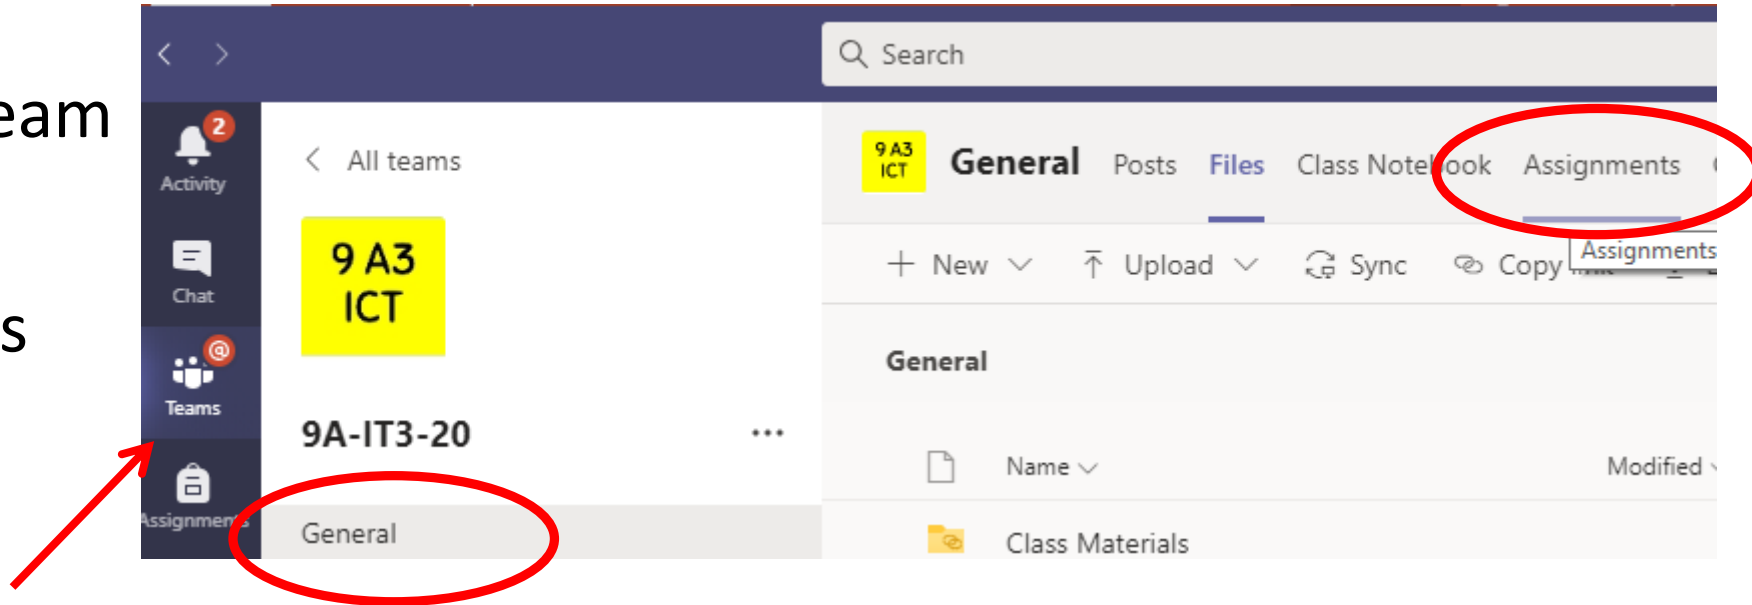 eam
s
Search
2
Activity
Chat
@
Teams
Assignments
All teams
9 A3
ICT
9A-IT3-20
...
General
9 A3
ICT
General Posts Files Class Notebook Assignments
New Upload Sync Copy
Assignments
General
Name Modified
Class Materials